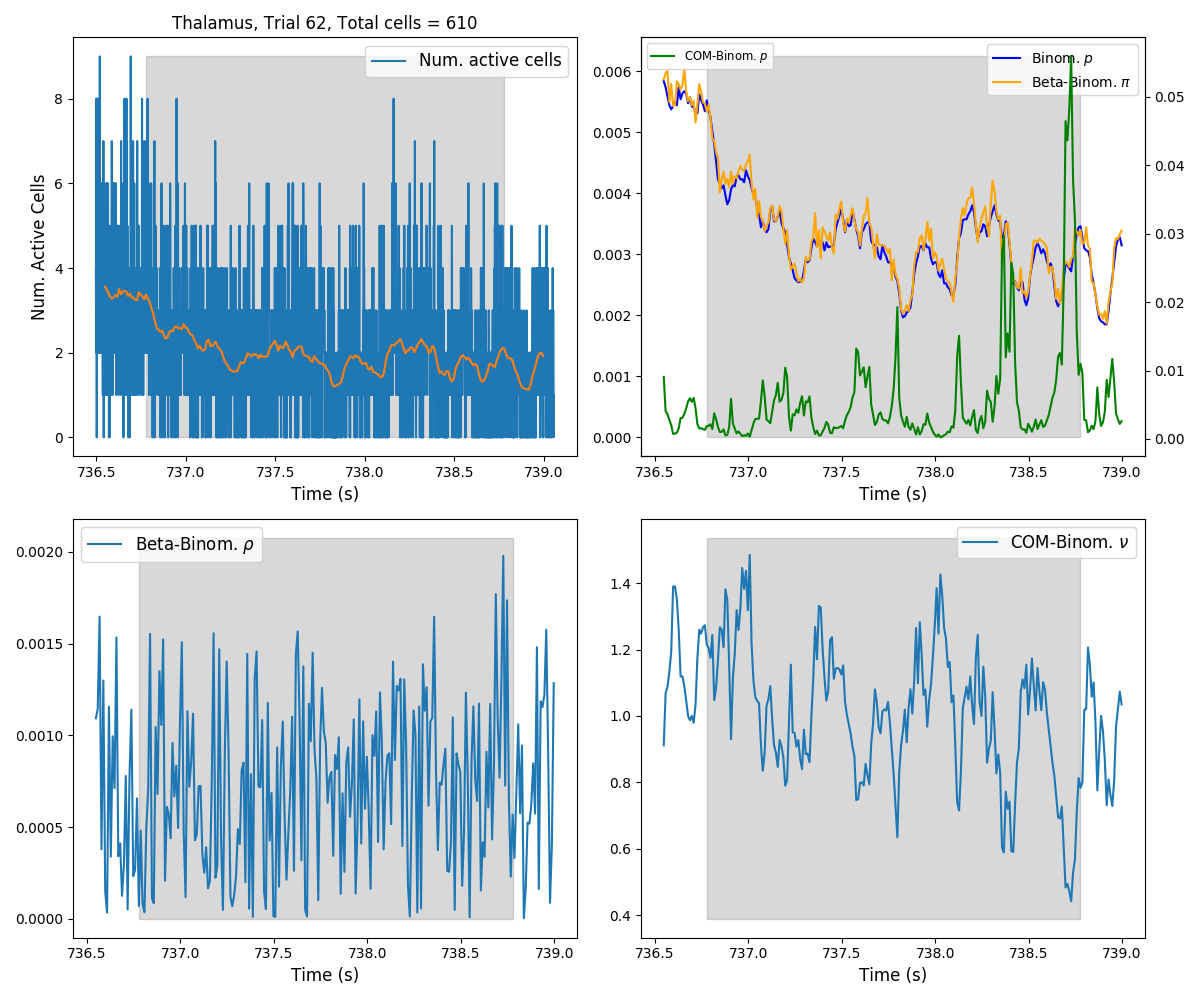 Thalamus, Trial 62, Total cells = 610
Num. active cells
Num. Active Cells
8
6
4
2
0
736.5 737.0 737.5 738.0 738.5 739.0
Time (s)
COM-Binom. p
Binom. p
Beta-Binom. π
0.006
0.005
0.004
0.003
0.002
0.001
0.000
0.05
0.04
0.03
0.02
0.01
0.00
736.5 737.0 737.5 738.0 738.5 739.0
Time (s)
Beta-Binom. ρ
0.0020
0.0015
0.0010
0.0005
0.0000
736.5 737.0 737.5 738.0 738.5 739.0
Time (s)
COM-Binom. ν
1.4
1.2
1.0
0.8
0.6
0.4
736.5 737.0 737.5 738.0 738.5 739.0
Time (s)